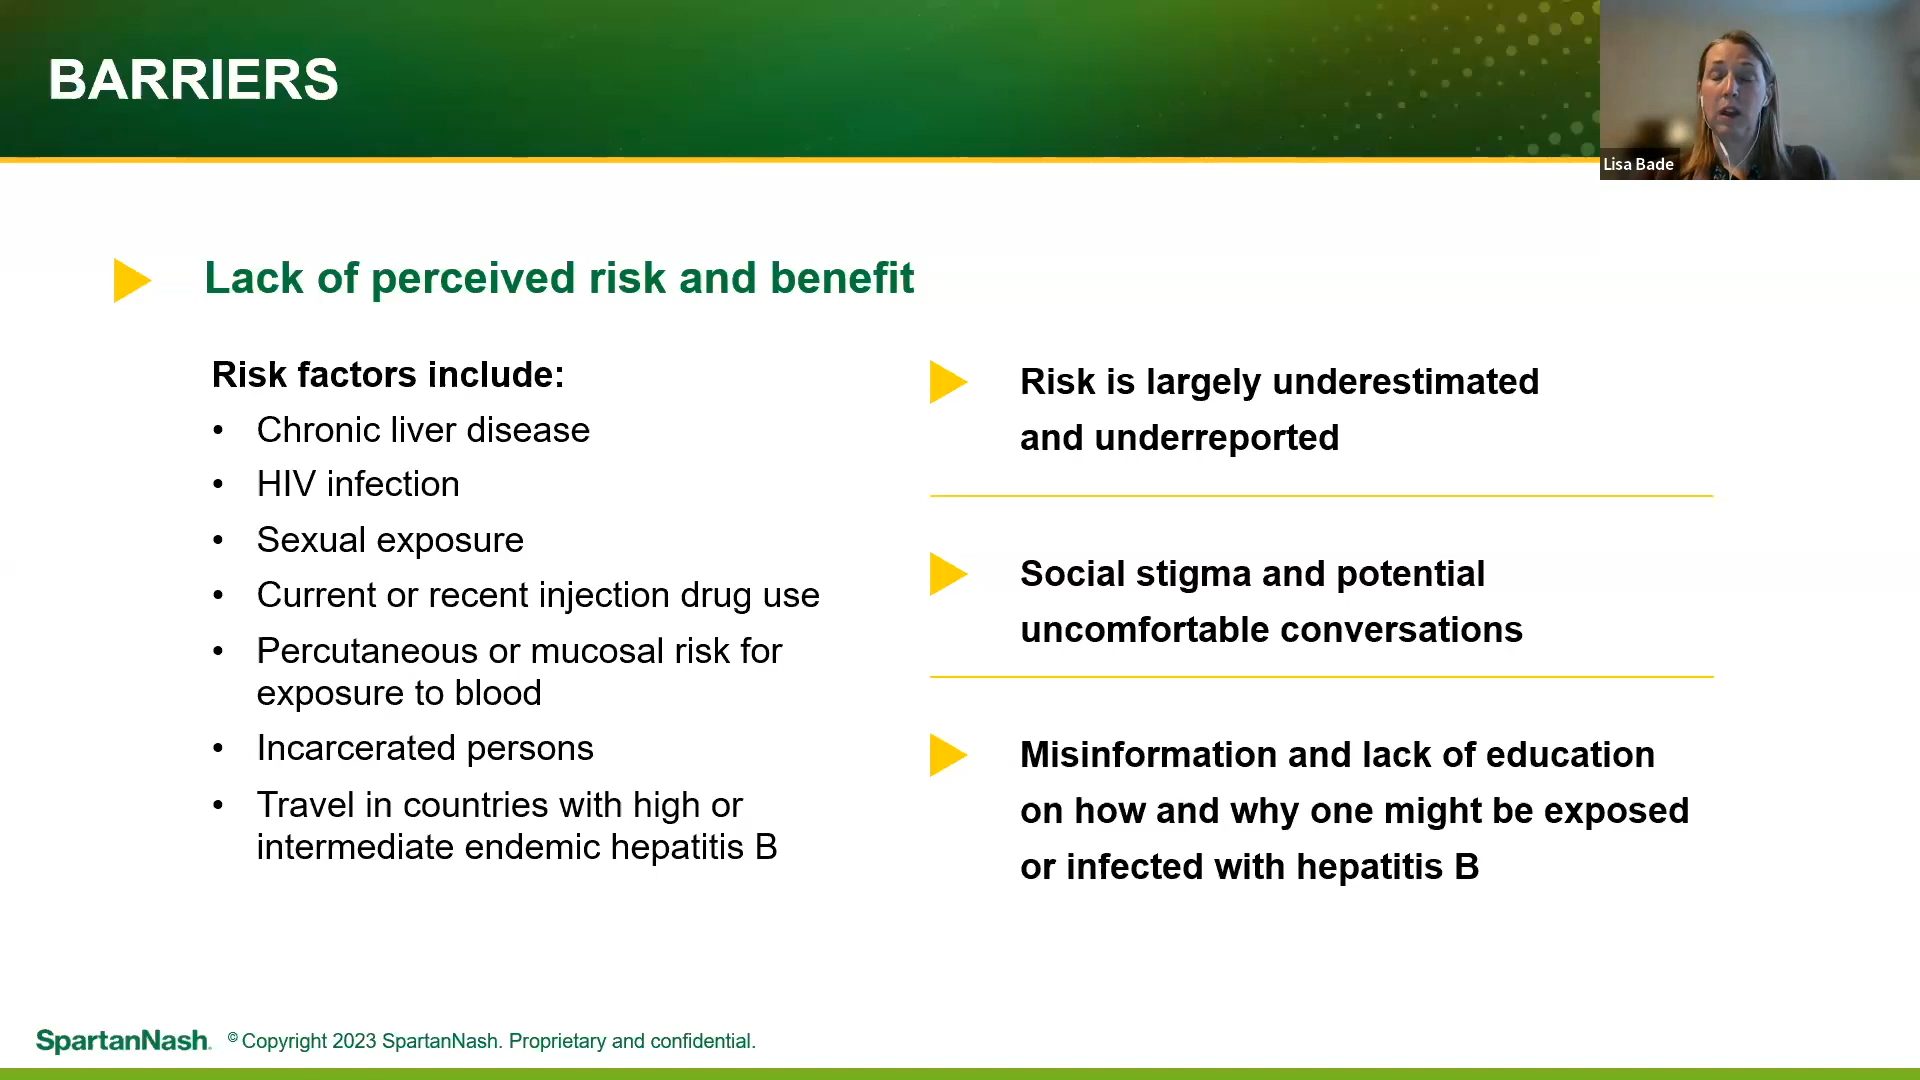 BARRIERS
Lisa Bade
Lack of perceived risk and benefit
Risk factors include:
• Chronic liver disease
• HIV infection
• Sexual exposure
• Current or recent injection drug use
• Percutaneous or mucosal risk for
exposure to blood
• Incarcerated persons
• Travel in countries with high or
intermediate endemic hepatitis B
Risk is largely underestimated
and underreported
Social stigma and potential
uncomfortable conversations
Misinformation and lack of education
on how and why one might be exposed
or infected with hepatitis B
SpartanNash. © Copyright 2023 SpartanNash. Proprietary and confidential.